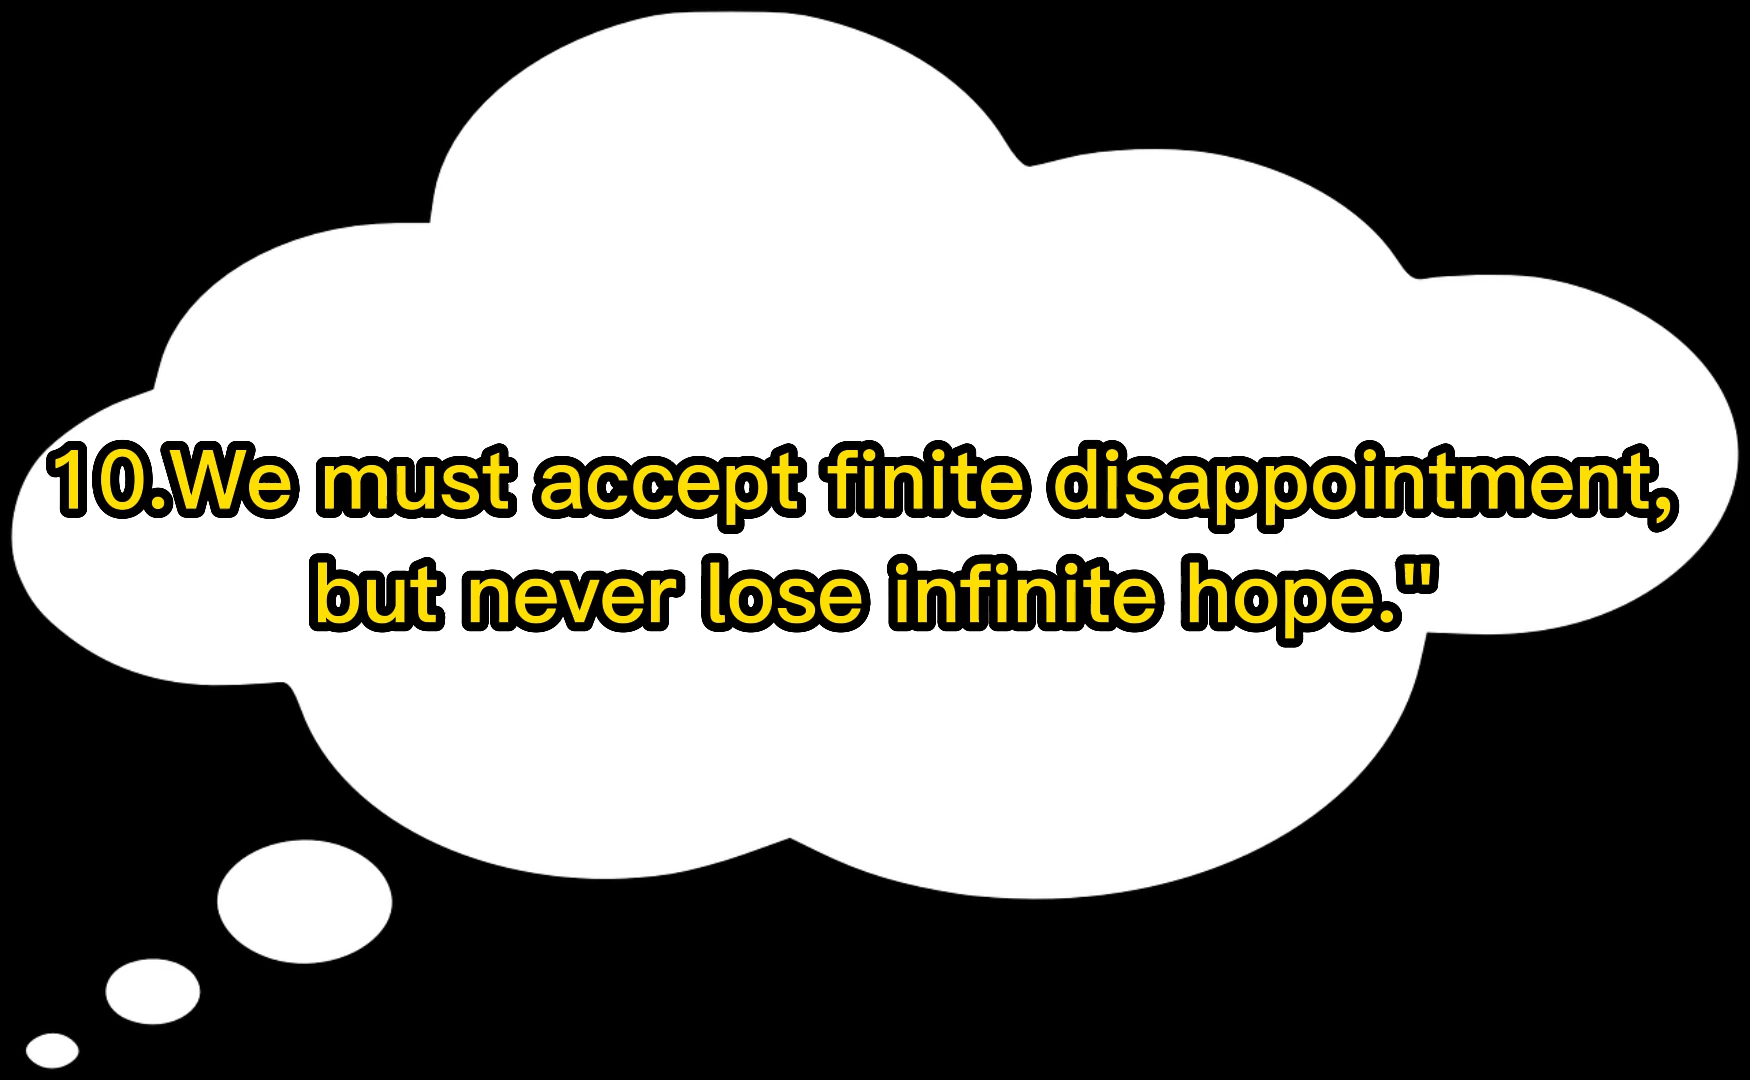 10.We must accept finite disappointment,
but never lose infinite hope."